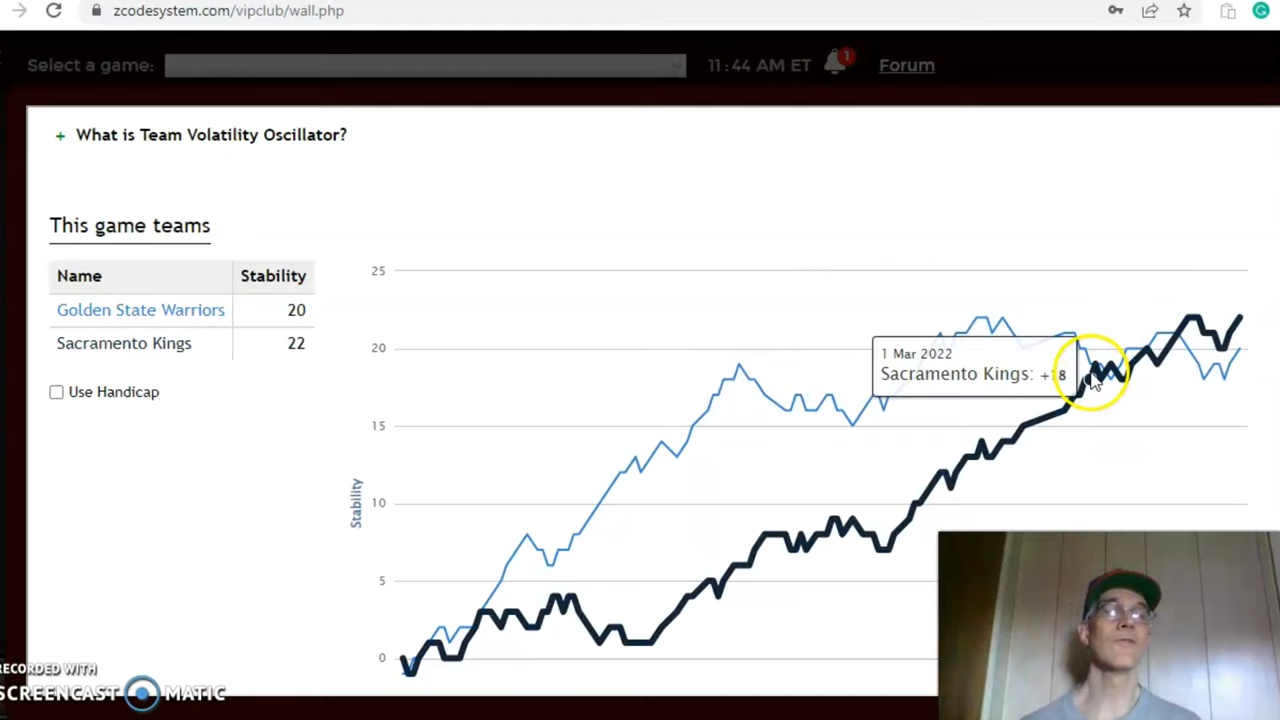 zcodesystem.com/vipclub/wall.php
Select a game:
11:44 AM ET
1
Forum
+ What is Team Volatility Oscillator?
This game teams
Name Stability
Golden State Warriors 20
Sacramento Kings 22
Use Handicap
25
20
15
10
5
0
Stability
1 Mar 2022
Sacramento Kings: +18
RECORDED WITH
SCREENCAST MATIC